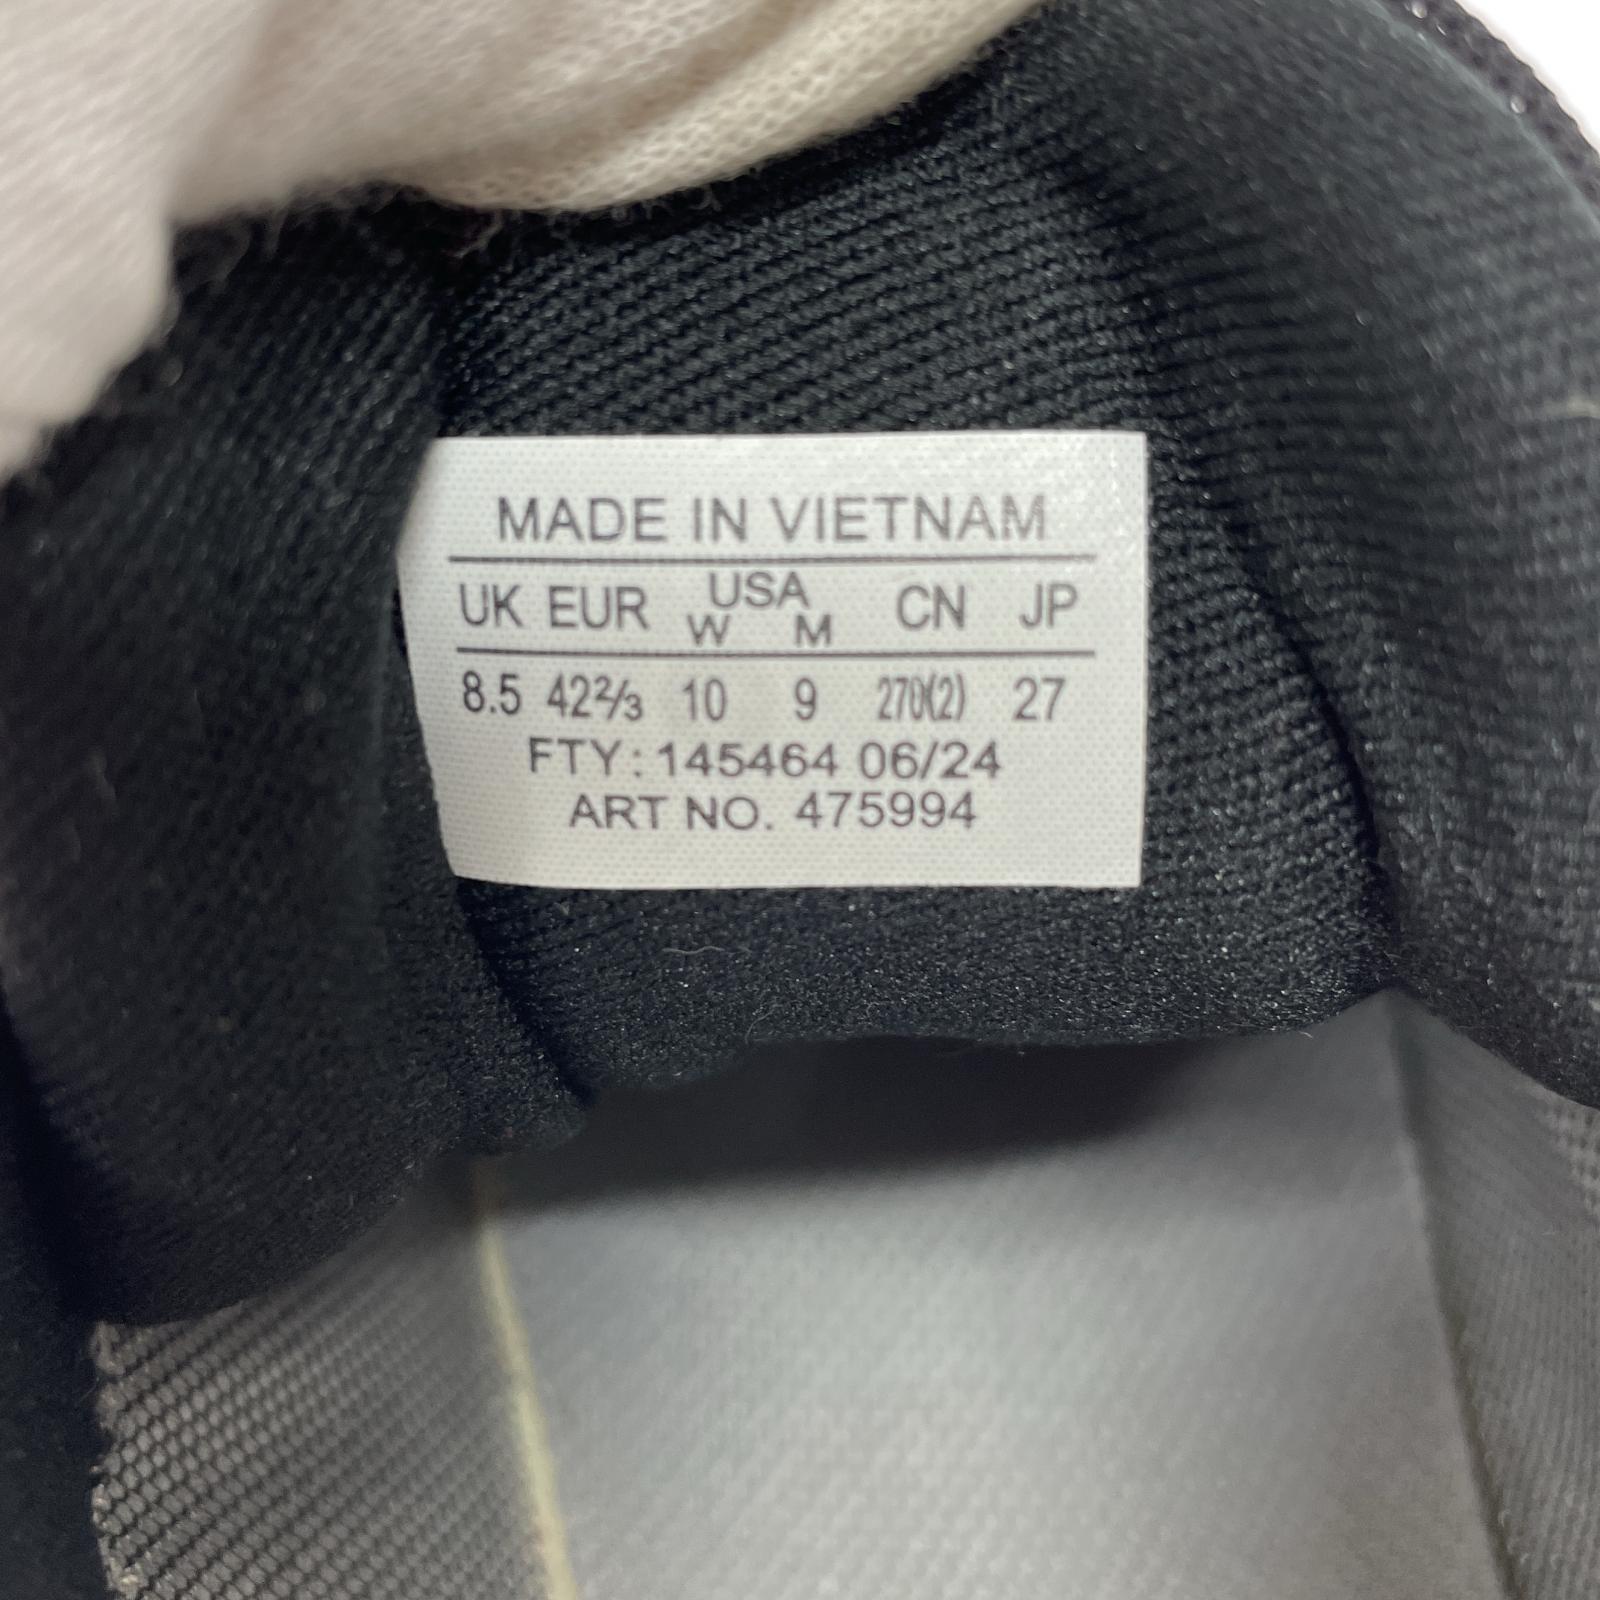 MADE IN VIETNAM
UK EUR USA CN JP
W M
8.5 42⅔ 10 9 270(2) 27
FTY: 145464 06/24
ART NO. 475994